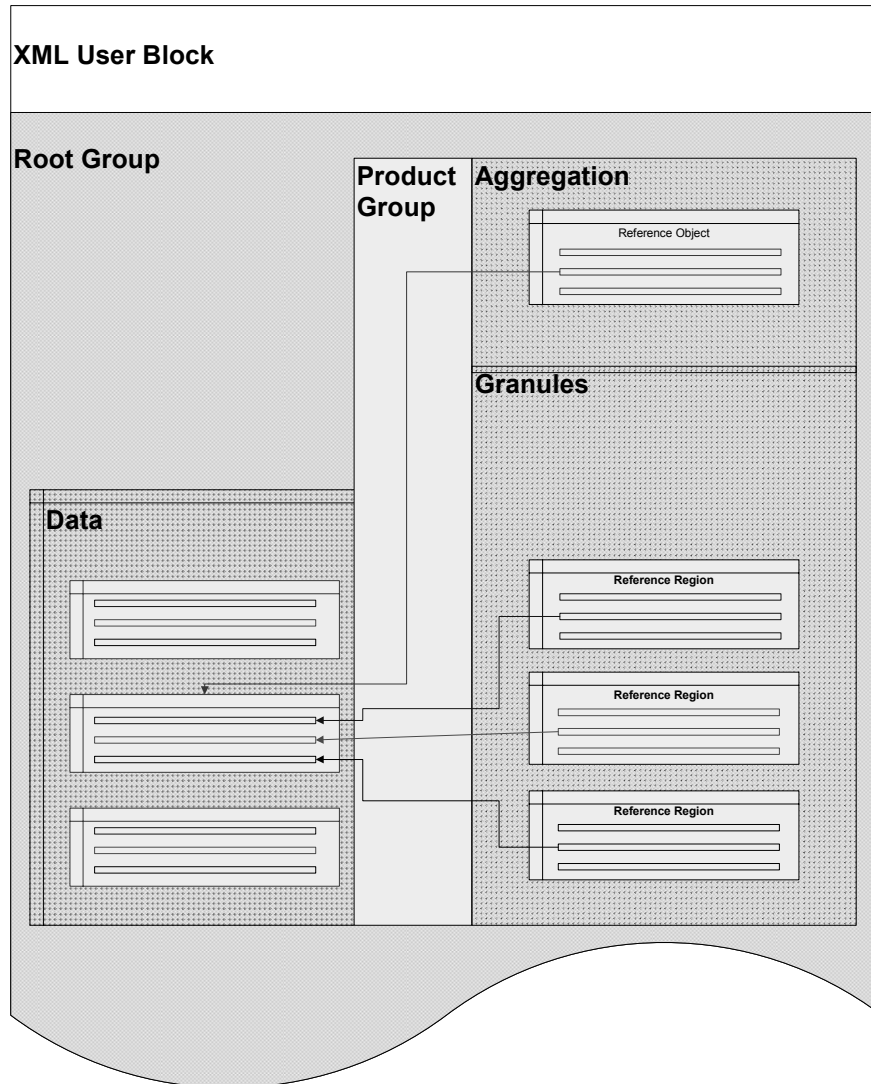 XML User Block
Root Group
Product
Group
Aggregation
Reference Object
Granules
Data
Reference Region
Reference Region
Reference Region